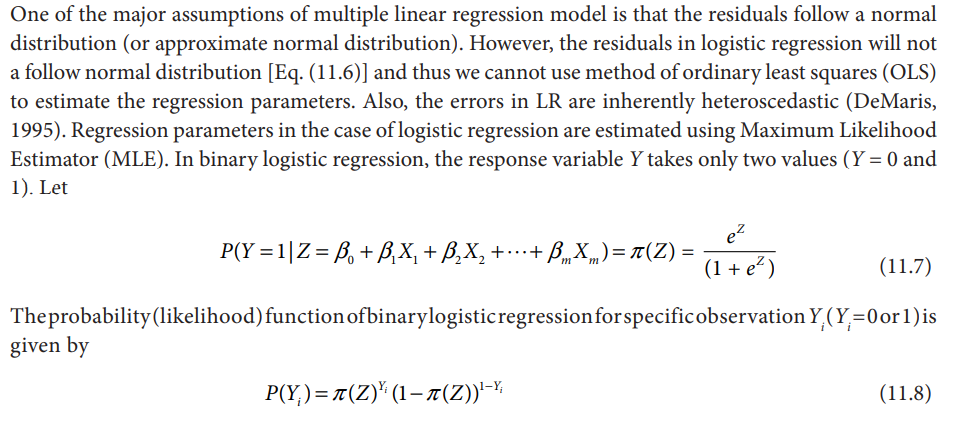 One of the major assumptions of multiple linear regression model is that the residuals follow a normal
distribution (or approximate normal distribution). However, the residuals in logistic regression will not
a follow normal distribution [Eq. (11.6)] and thus we cannot use method of ordinary least squares (OLS)
to estimate the regression parameters. Also, the errors in LR are inherently heteroscedastic (DeMaris,
1995). Regression parameters in the case of logistic regression are estimated using Maximum Likelihood
Estimator (MLE). In binary logistic regression, the response variable Y takes only two values (Y = 0 and
1). Let
P(Y = 1 | Z = β₀ + β₁X₁ + β₂X₂ + ⋯ + βₘXₘ) = π(Z) = e^Z / (1 + e^Z) (11.7)
The probability (likelihood) function of binary logistic regression for specific observation Yᵢ (Yᵢ = 0 or 1) is
given by
P(Yᵢ) = π(Z)^Yᵢ (1 − π(Z))^1−Yᵢ (11.8)